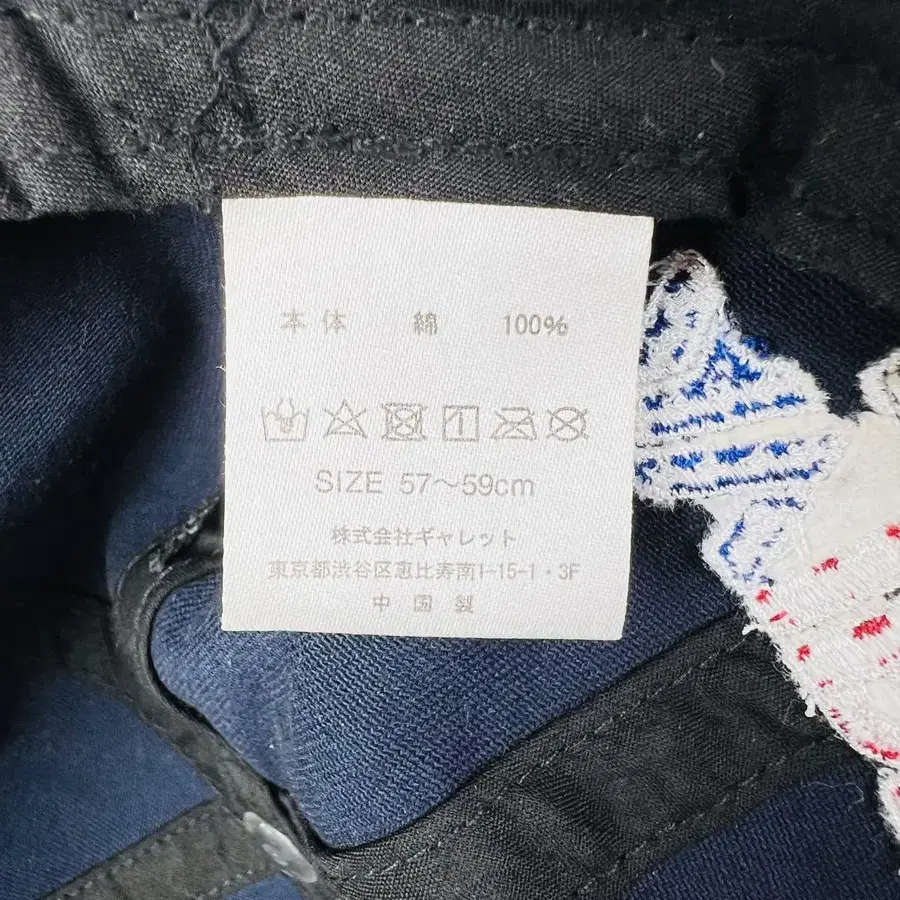 本体 綿 100%
SIZE 57～59cm
株式会社ギャレット
東京都渋谷区恵比寿南1-15-1・3F
中国製